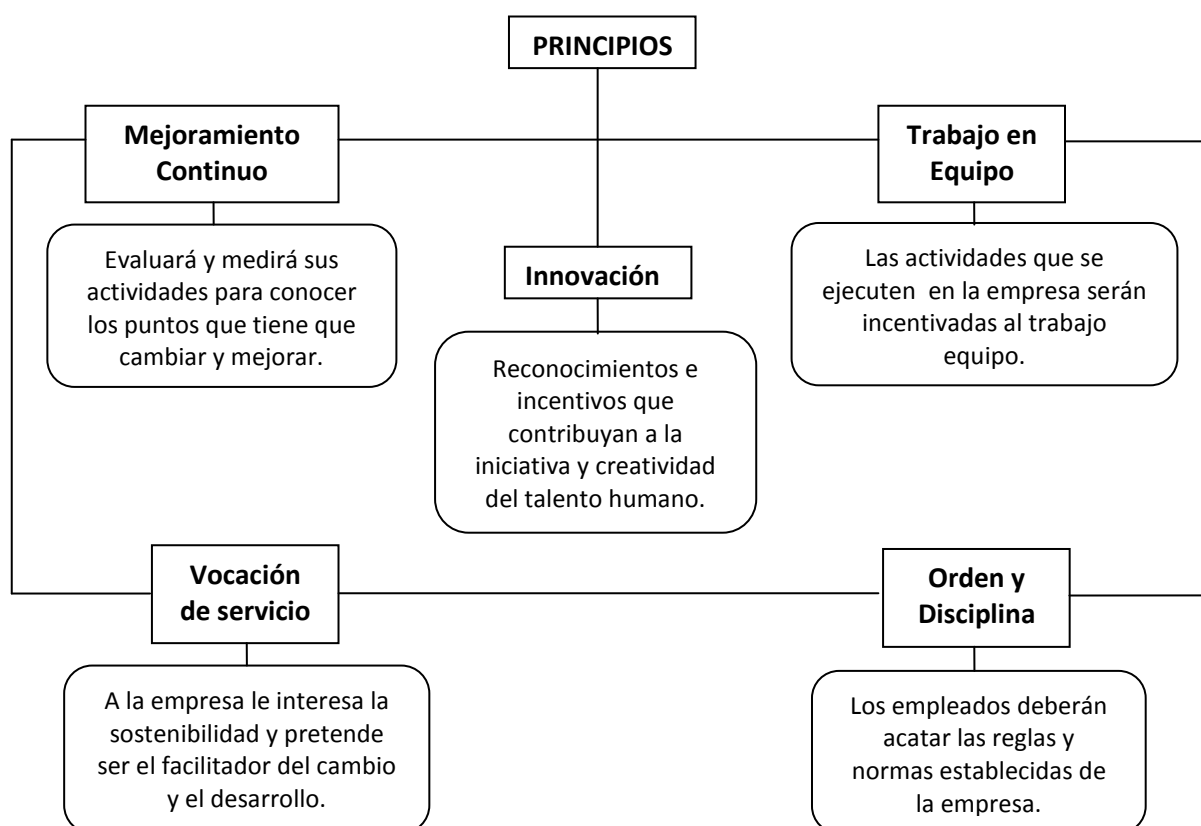 PRINCIPIOS
Mejoramiento
Continuo
Evaluará y medirá sus
actividades para conocer
los puntos que tiene que
cambiar y mejorar.
Innovación
Reconocimientos e
incentivos que
contribuyan a la
iniciativa y creatividad
del talento humano.
Trabajo en
Equipo
Las actividades que se
ejecuten en la empresa serán
incentivadas al trabajo
equipo.
Vocación
de servicio
A la empresa le interesa la
sostenibilidad y pretende
ser el facilitador del cambio
y el desarrollo.
Orden y
Disciplina
Los empleados deberán
acatar las reglas y
normas establecidas de
la empresa.